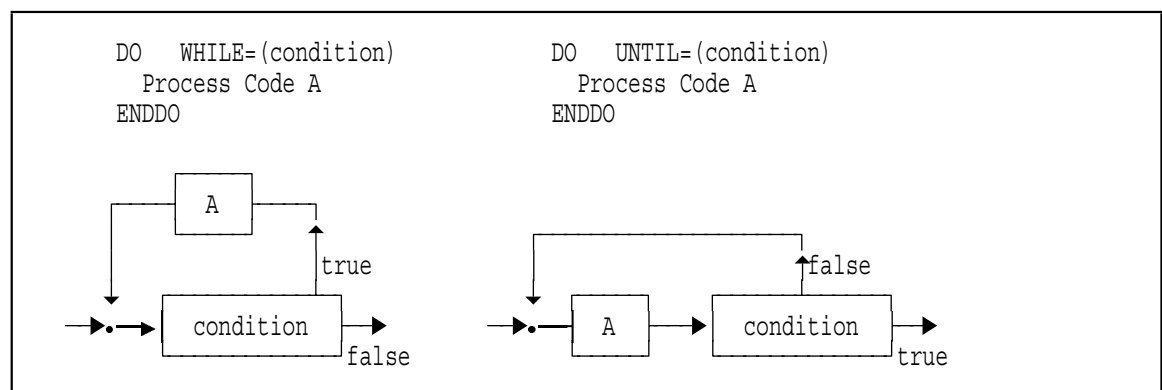 DO   WHILE=(condition)
  Process Code A
ENDDO
DO   UNTIL=(condition)
  Process Code A
ENDDO
A
true
condition
false
false
A
condition
true